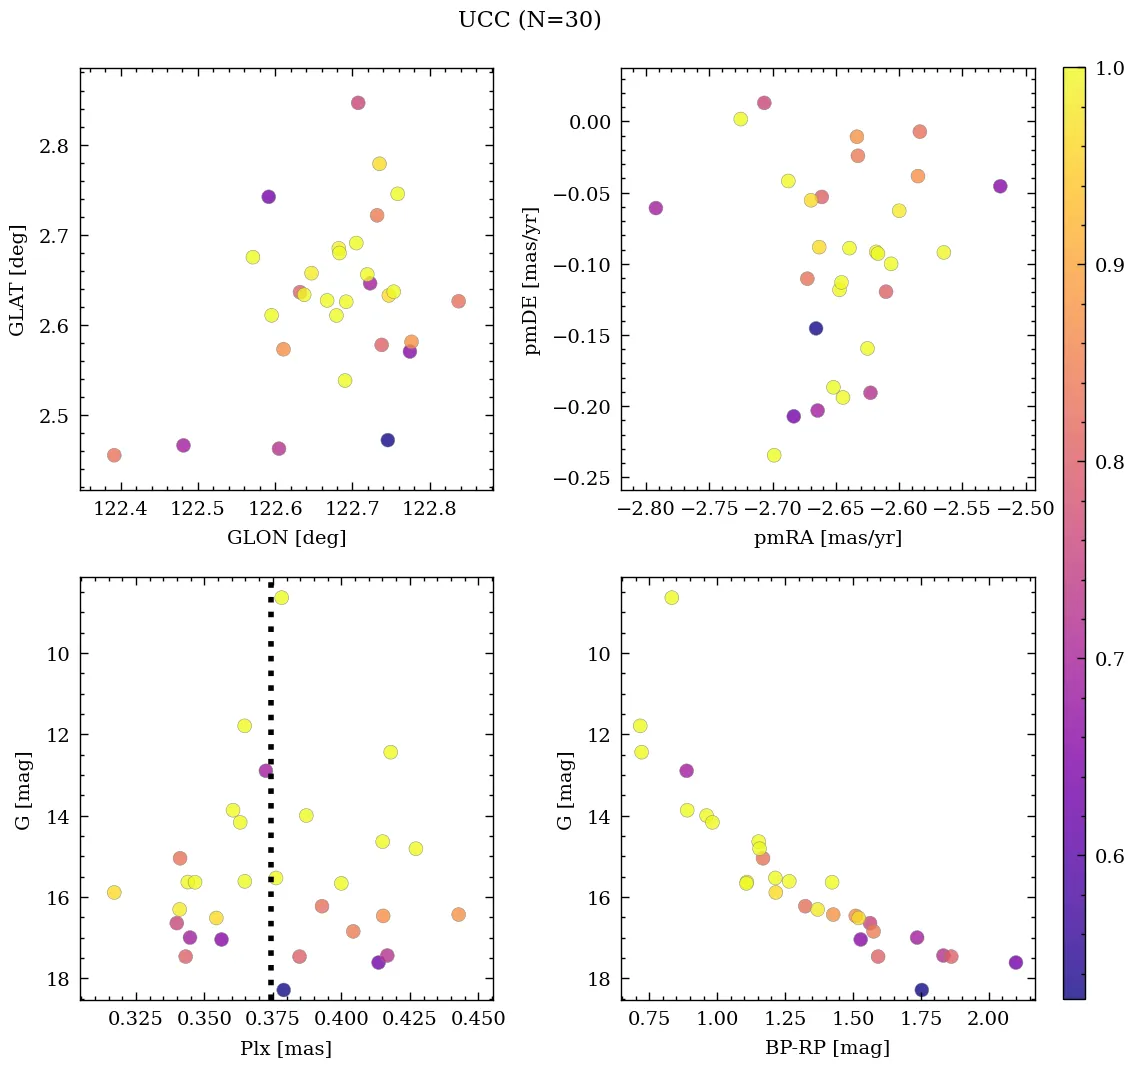 UCC (N=30)
2.8
2.7
2.6
2.5
GLAT [deg]
122.4 122.5 122.6 122.7 122.8
GLON [deg]
0.00
−0.05
−0.10
−0.15
−0.20
−0.25
pmDE [mas/yr]
−2.80 −2.75 −2.70 −2.65 −2.60 −2.55 −2.50
pmRA [mas/yr]
10
12
14
16
18
G [mag]
0.325 0.350 0.375 0.400 0.425 0.450
Plx [mas]
10
12
14
16
18
G [mag]
0.75 1.00 1.25 1.50 1.75 2.00
BP-RP [mag]
1.0
0.9
0.8
0.7
0.6